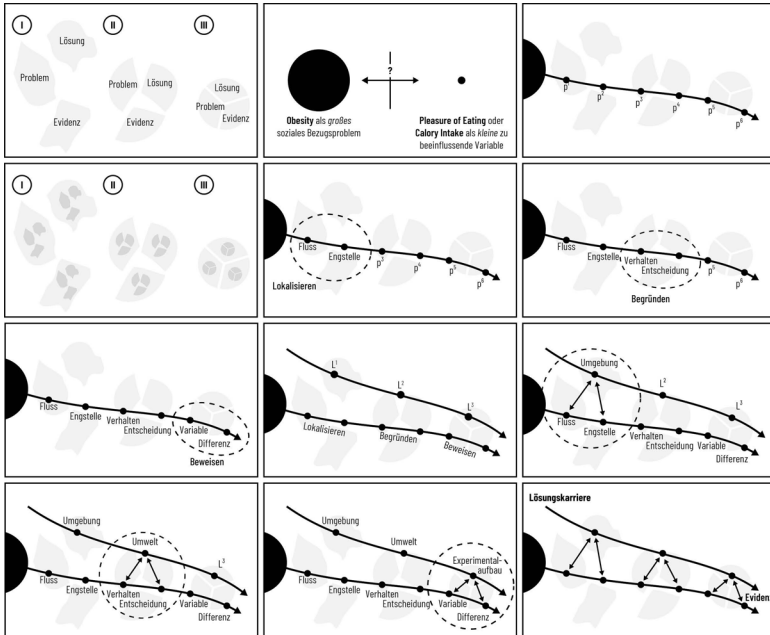 I
II
III
Lösung
Problem
Problem
Lösung
Lösung
Problem
Evidenz
Evidenz
Evidenz
?
Obesity als großes
soziales Bezugsproblem
Pleasure of Eating oder
Calory Intake als kleine zu
beeinflussende Variable
p¹
p²
p³
p⁴
p⁵
p⁶
I
II
III
Fluss
Engstelle
p³
p⁴
p⁵
p⁶
Lokalisieren
Fluss
Engstelle
Verhalten
Entscheidung
p⁵
p⁶
Begründen
Fluss
Engstelle
Verhalten
Entscheidung
Variable
Differenz
Beweisen
L¹
L²
L³
Lokalisieren
Begründen
Beweisen
Umgebung
L²
L³
Fluss
Engstelle
Verhalten
Entscheidung
Variable
Differenz
Umgebung
Umwelt
L³
Fluss
Engstelle
Verhalten
Entscheidung
Variable
Differenz
Umgebung
Umwelt
Experimental-
aufbau
Fluss
Engstelle
Verhalten
Entscheidung
Variable
Differenz
Lösungskarriere
Eviden